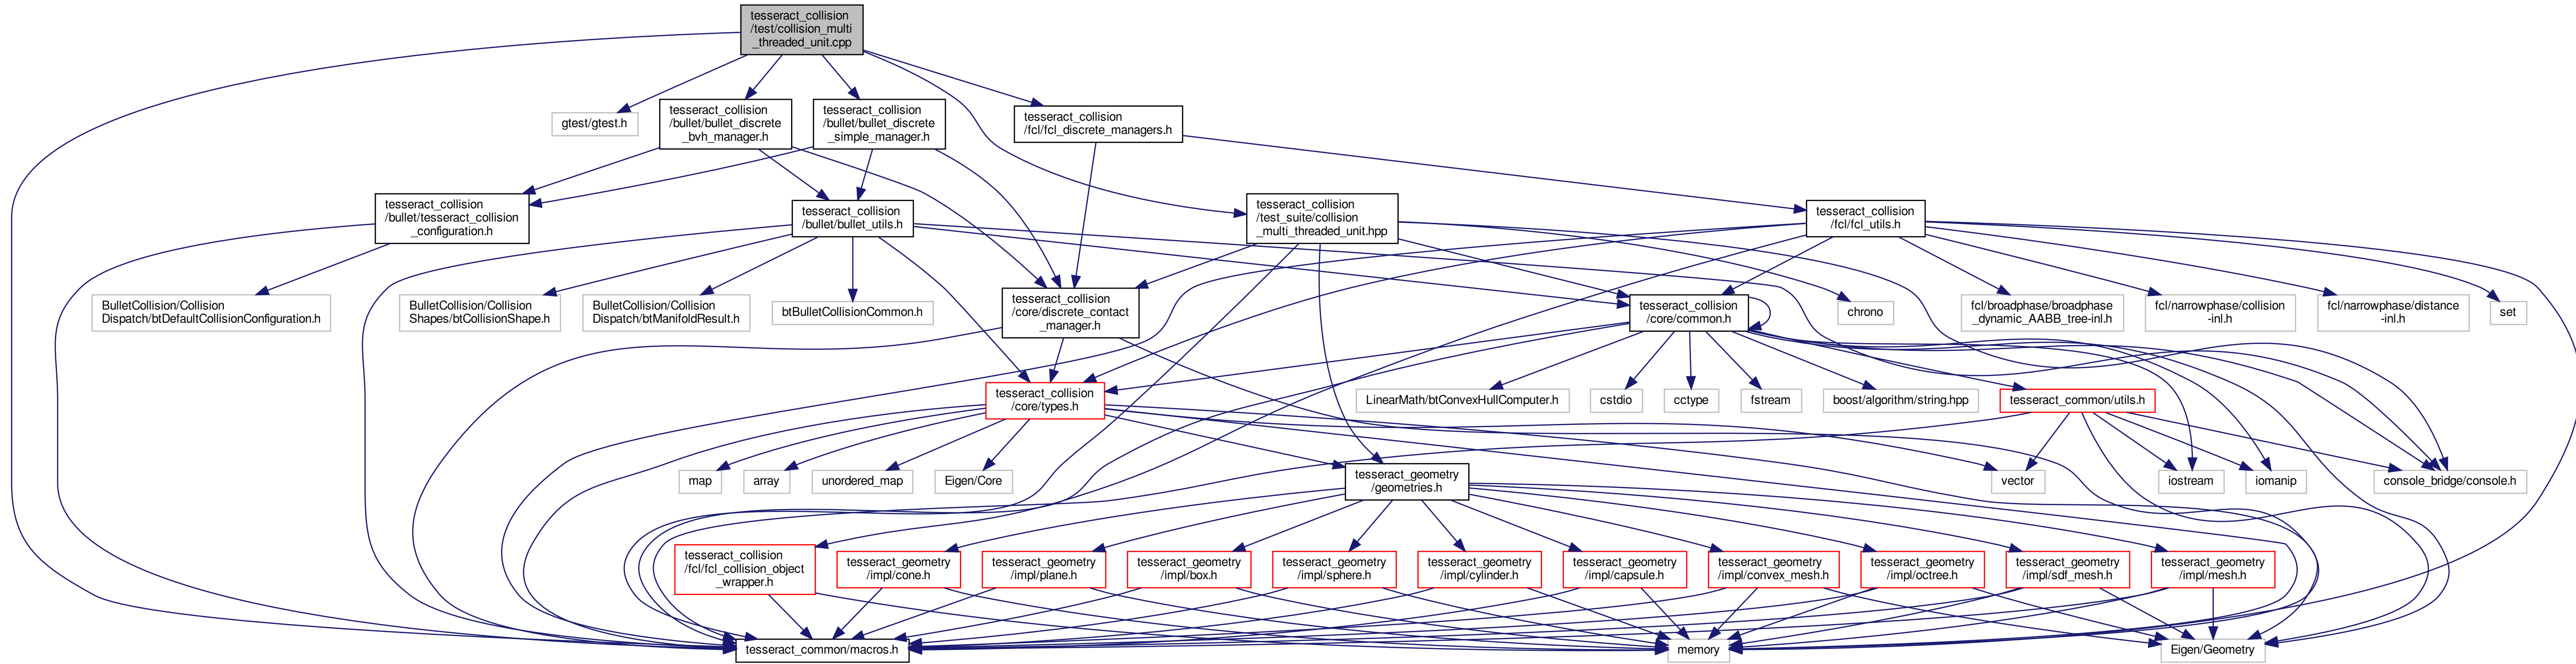 tesseract_collision
/test/collision_multi
_threaded_unit.cpp
gtest/gtest.h
tesseract_collision
/bullet/bullet_discrete
_bvh_manager.h
tesseract_collision
/bullet/bullet_discrete
_simple_manager.h
tesseract_collision
/fcl/fcl_discrete_managers.h
tesseract_collision
/bullet/tesseract_collision
_configuration.h
tesseract_collision
/bullet/bullet_utils.h
tesseract_collision
/test_suite/collision
_multi_threaded_unit.hpp
tesseract_collision
/fcl/fcl_utils.h
BulletCollision/Collision
Dispatch/btDefaultCollisionConfiguration.h
BulletCollision/Collision
Shapes/btCollisionShape.h
BulletCollision/Collision
Dispatch/btManifoldResult.h
btBulletCollisionCommon.h
tesseract_collision
/core/discrete_contact
_manager.h
tesseract_collision
/core/common.h
chrono
fcl/broadphase/broadphase
_dynamic_AABB_tree-inl.h
fcl/narrowphase/collision
-inl.h
fcl/narrowphase/distance
-inl.h
set
tesseract_collision
/core/types.h
LinearMath/btConvexHullComputer.h
cstdio
cctype
fstream
boost/algorithm/string.hpp
tesseract_common/utils.h
map
array
unordered_map
Eigen/Core
tesseract_geometry
/geometries.h
vector
iostream
iomanip
console_bridge/console.h
tesseract_collision
/fcl/fcl_collision_object
_wrapper.h
tesseract_geometry
/impl/cone.h
tesseract_geometry
/impl/plane.h
tesseract_geometry
/impl/box.h
tesseract_geometry
/impl/sphere.h
tesseract_geometry
/impl/cylinder.h
tesseract_geometry
/impl/capsule.h
tesseract_geometry
/impl/convex_mesh.h
tesseract_geometry
/impl/octree.h
tesseract_geometry
/impl/sdf_mesh.h
tesseract_geometry
/impl/mesh.h
tesseract_common/macros.h
memory
Eigen/Geometry